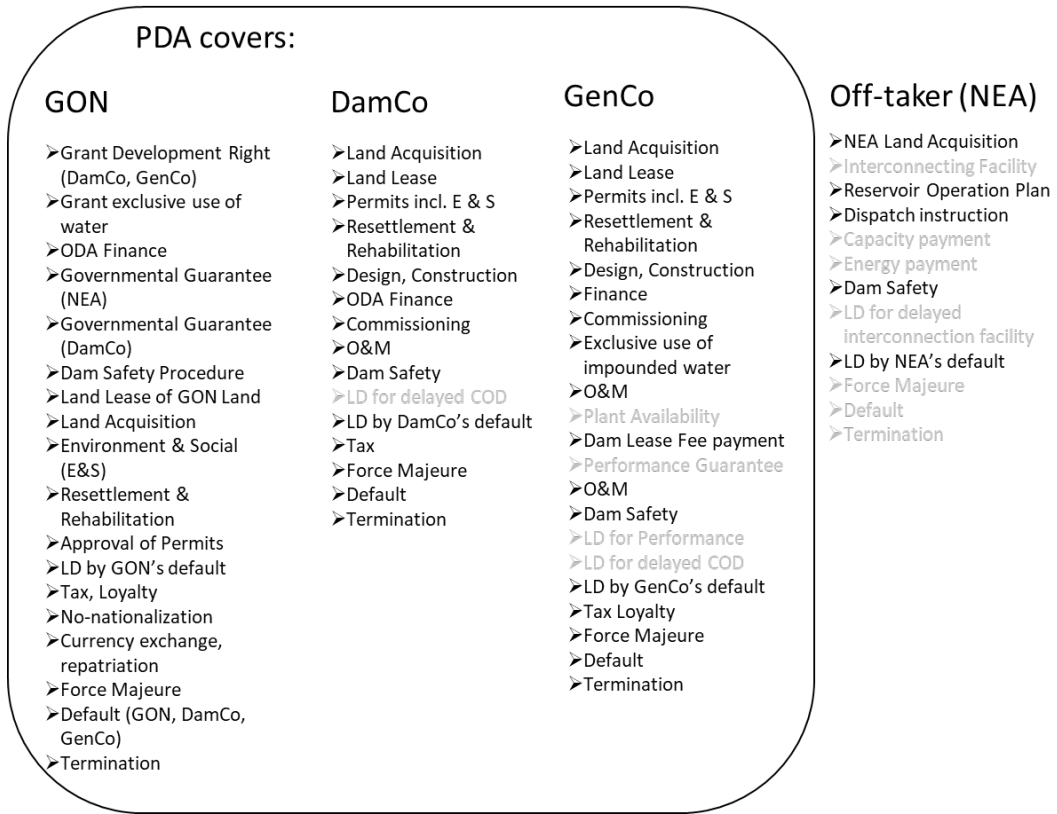 PDA covers:
GON
➢Grant Development Right
(DamCo, GenCo)
➢Grant exclusive use of
water
➢ODA Finance
➢Governmental Guarantee
(NEA)
➢Governmental Guarantee
(DamCo)
➢Dam Safety Procedure
➢Land Lease of GON Land
➢Land Acquisition
➢Environment & Social
(E&S)
➢Resettlement &
Rehabilitation
➢Approval of Permits
➢LD by GON's default
➢Tax, Loyalty
➢No-nationalization
➢Currency exchange,
repatriation
➢Force Majeure
➢Default (GON, DamCo,
GenCo)
➢Termination
DamCo
➢Land Acquisition
➢Land Lease
➢Permits incl. E & S
➢Resettlement &
Rehabilitation
➢Design, Construction
➢ODA Finance
➢Commissioning
➢O&M
➢Dam Safety
➢LD for delayed COD
➢LD by DamCo's default
➢Tax
➢Force Majeure
➢Default
➢Termination
GenCo
➢Land Acquisition
➢Land Lease
➢Permits incl. E & S
➢Resettlement &
Rehabilitation
➢Design, Construction
➢Finance
➢Commissioning
➢Exclusive use of
impounded water
➢O&M
➢Plant Availability
➢Dam Lease Fee payment
➢Performance Guarantee
➢O&M
➢Dam Safety
➢LD for Performance
➢LD for delayed COD
➢LD by GenCo's default
➢Tax Loyalty
➢Force Majeure
➢Default
➢Termination
Off-taker (NEA)
➢NEA Land Acquisition
➢Interconnecting Facility
➢Reservoir Operation Plan
➢Dispatch instruction
➢Capacity payment
➢Energy payment
➢Dam Safety
➢LD for delayed
interconnection facility
➢LD by NEA's default
➢Force Majeure
➢Default
➢Termination